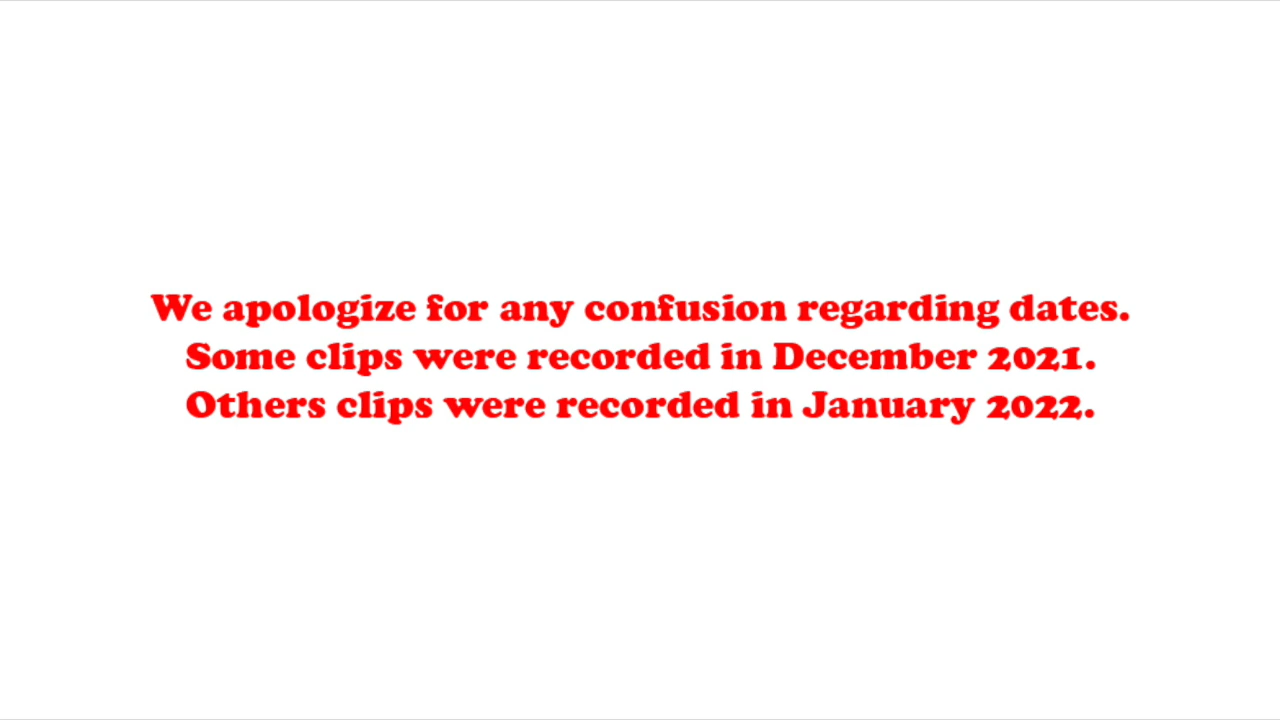 We apologize for any confusion regarding dates.
Some clips were recorded in December 2021.
Others clips were recorded in January 2022.